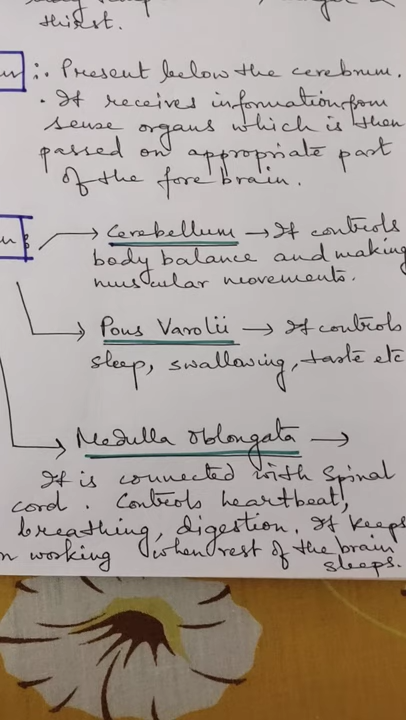 thirst.
:. Present below the cerebrum.
. It receives information from
sense organs which is then
passed on appropriate part
of the fore brain.
Cerebellum → It controls
body balance and making
muscular movements.
Pons Varolii → It controls
sleep, swallowing, taste etc
Medulla oblongata →
It is connected with Spinal
cord. Controls heartbeat,
breathing, digestion. It keeps
on working when rest of the brain
sleeps.